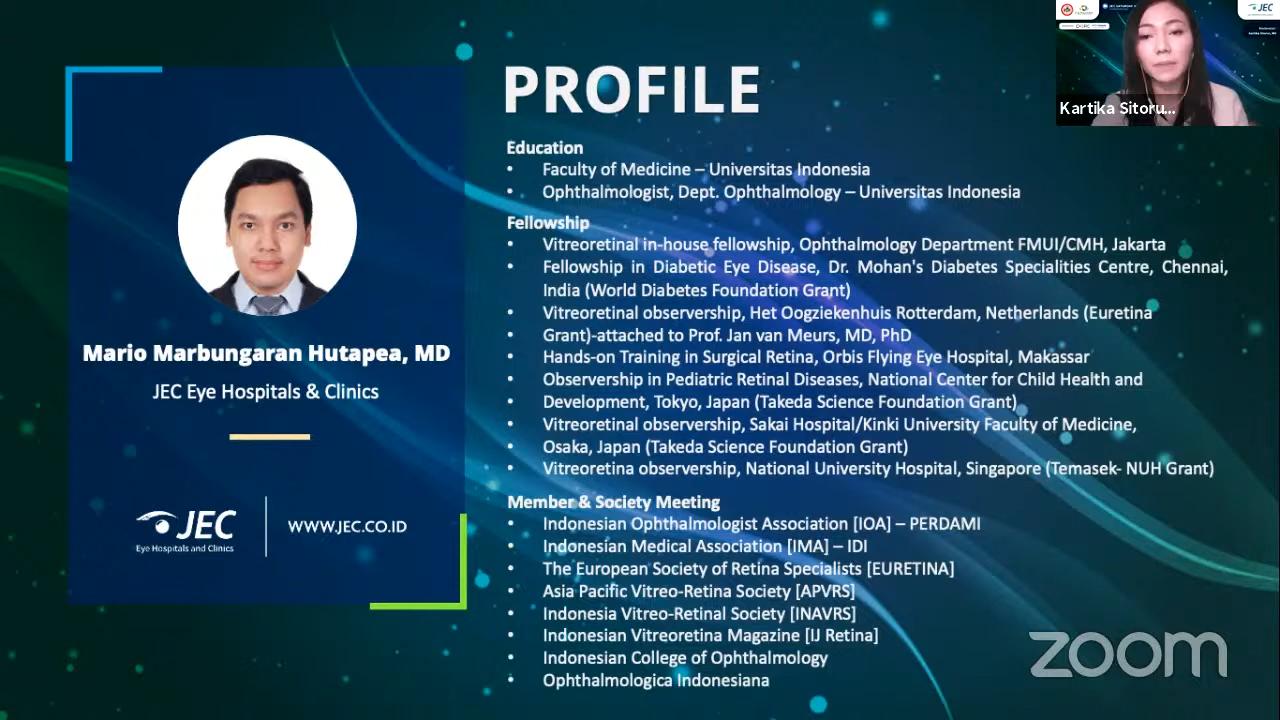 PROFILE
Education
• Faculty of Medicine – Universitas Indonesia
• Ophthalmologist, Dept. Ophthalmology – Universitas Indonesia
Fellowship
• Vitreoretinal in-house fellowship, Ophthalmology Department FMUI/CMH, Jakarta
• Fellowship in Diabetic Eye Disease, Dr. Mohan's Diabetes Specialities Centre, Chennai,
India (World Diabetes Foundation Grant)
• Vitreoretinal observership, Het Oogziekenhuis Rotterdam, Netherlands (Euretina
• Grant)-attached to Prof. Jan van Meurs, MD, PhD
• Hands-on Training in Surgical Retina, Orbis Flying Eye Hospital, Makassar
• Observership in Pediatric Retinal Diseases, National Center for Child Health and
• Development, Tokyo, Japan (Takeda Science Foundation Grant)
• Vitreoretinal observership, Sakai Hospital/Kinki University Faculty of Medicine,
• Osaka, Japan (Takeda Science Foundation Grant)
• Vitreoretina observership, National University Hospital, Singapore (Temasek- NUH Grant)
Member & Society Meeting
• Indonesian Ophthalmologist Association [IOA] – PERDAMI
• Indonesian Medical Association [IMA] – IDI
• The European Society of Retina Specialists [EURETINA]
• Asia Pacific Vitreo-Retina Society [APVRS]
• Indonesia Vitreo-Retinal Society [INAVRS]
• Indonesian Vitreoretina Magazine [IJ Retina]
• Indonesian College of Ophthalmology
• Ophthalmologica Indonesiana
Mario Marbungaran Hutapea, MD
JEC Eye Hospitals & Clinics
JEC
Eye Hospitals and Clinics
WWW.JEC.CO.ID
JEC
Kartika Sitoru...
zoom